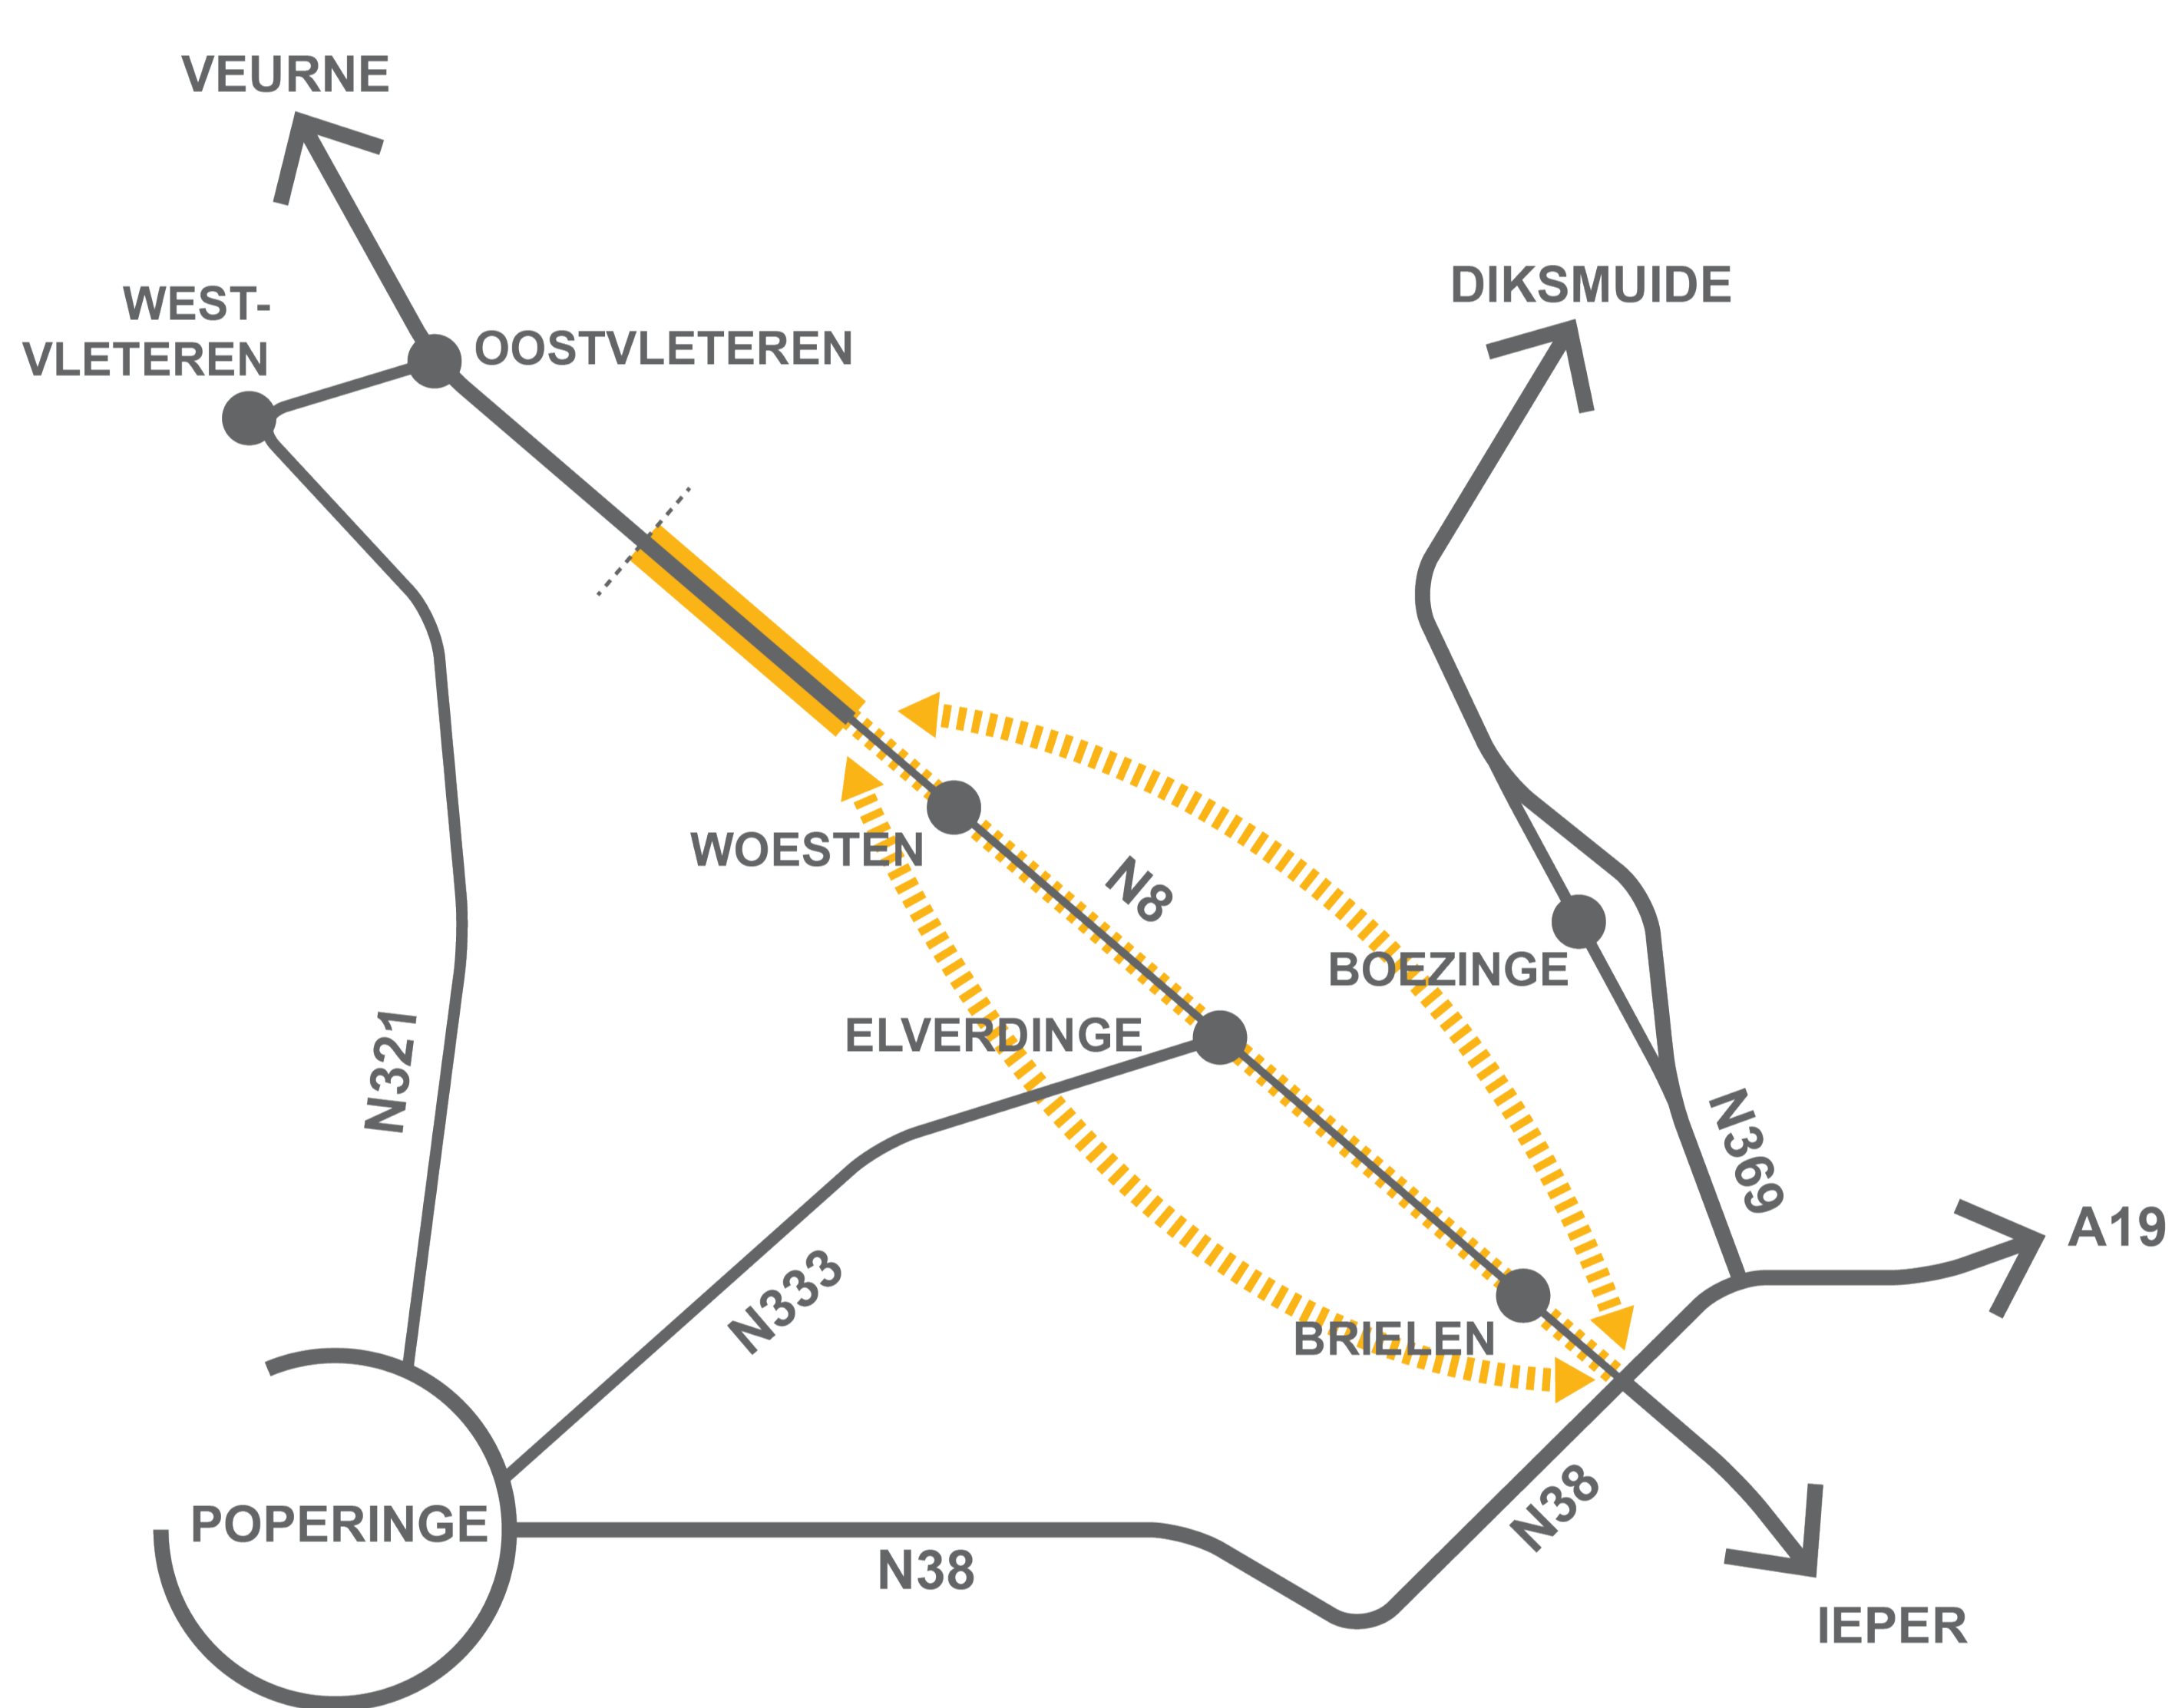 VEURNE
WEST-
VLETEREN
OOSTVLETEREN
DIKSMUIDE
WOESTEN
N8
BOEZINGE
ELVERDINGE
N321
N369
A19
N333
BRIELEN
POPERINGE
N38
N38
IEPER